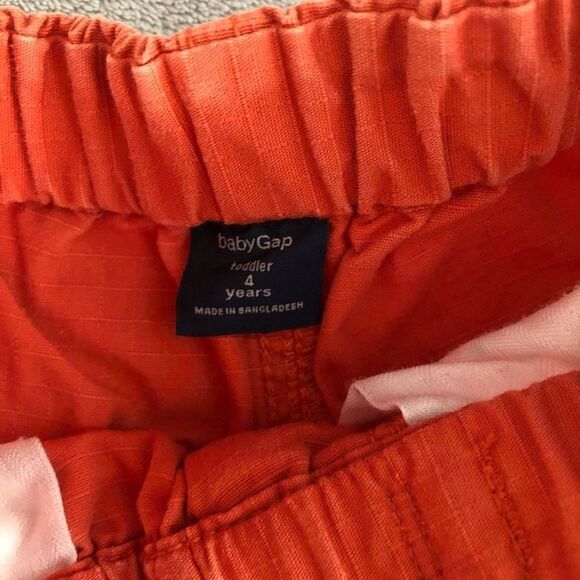 babyGap
toddler
4
years
MADE IN BANGLADESH